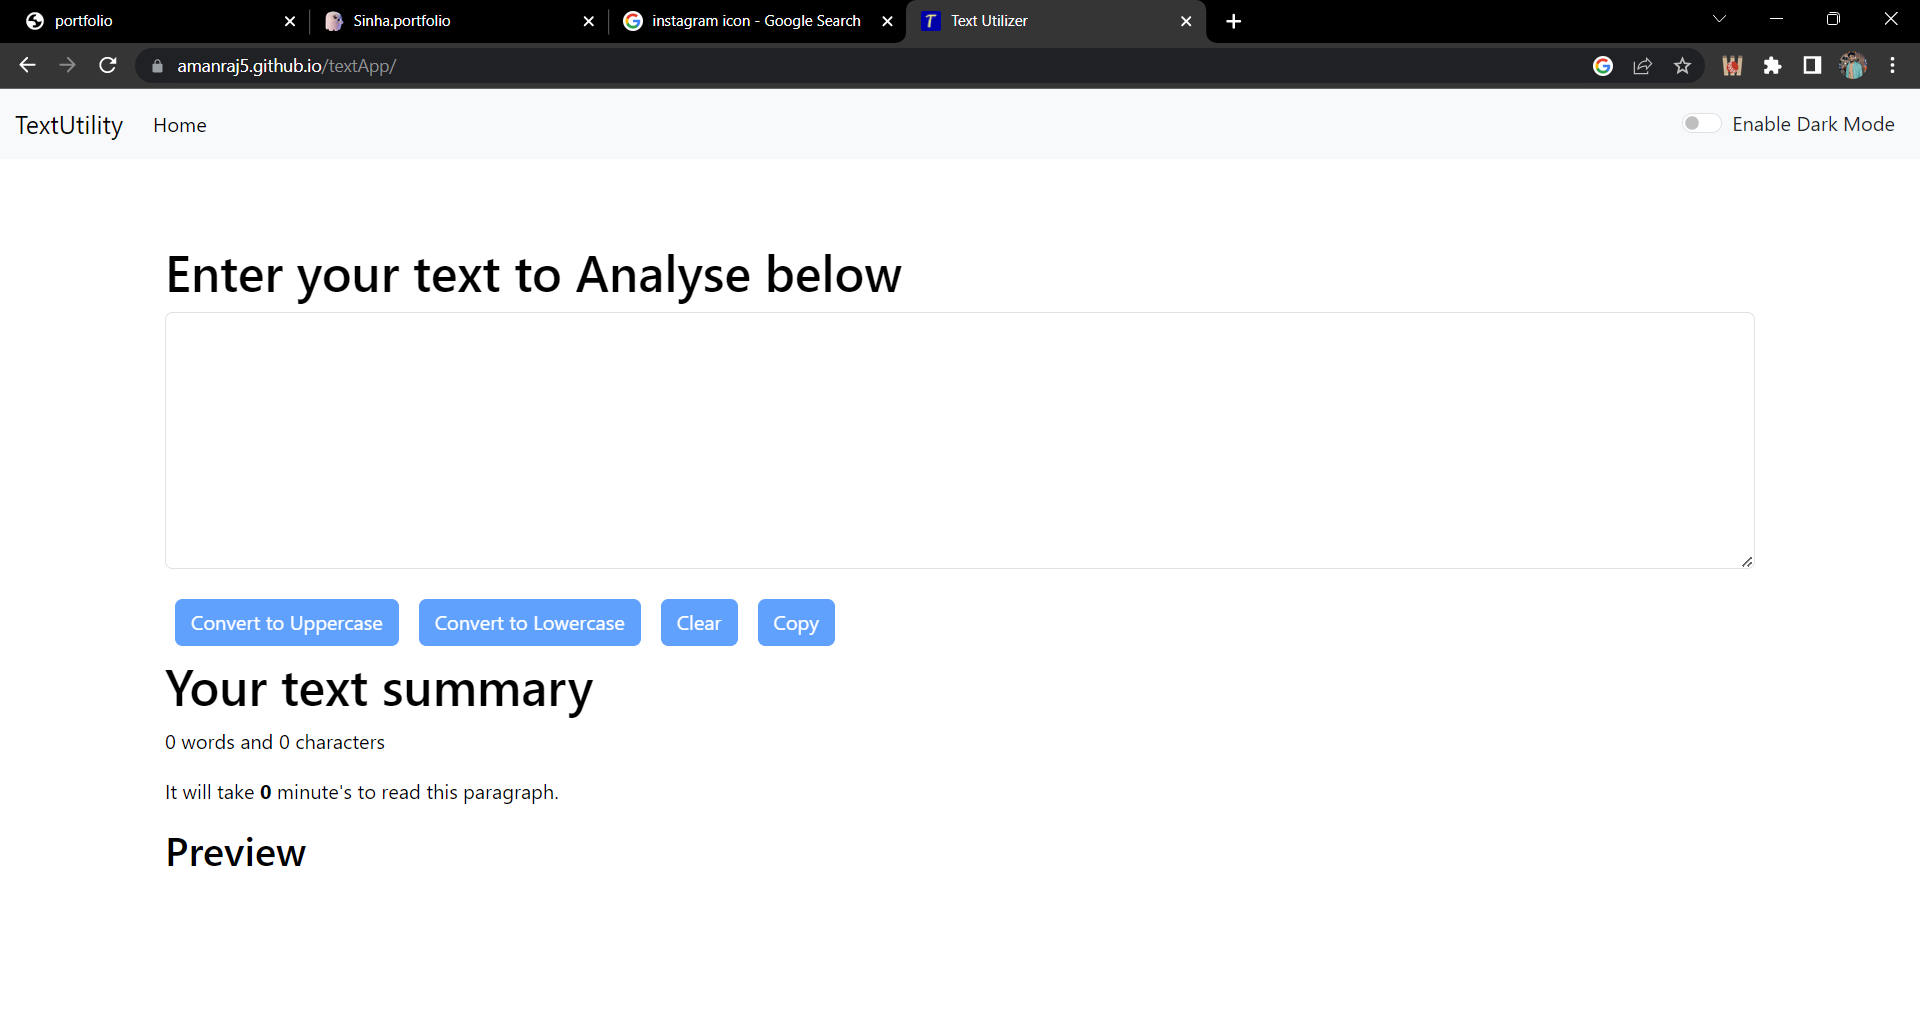 portfolio
Sinha.portfolio
instagram icon - Google Search
Text Utilizer
amanraj5.github.io/textApp/
TextUtility
Home
Enable Dark Mode
Enter your text to Analyse below
Convert to Uppercase
Convert to Lowercase
Clear
Copy
Your text summary
0 words and 0 characters
It will take 0 minute's to read this paragraph.
Preview